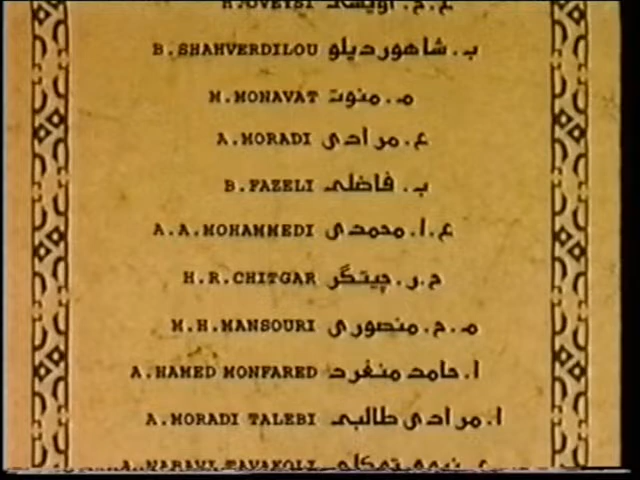 B.SHAHVERDILOU ب.شاهوردیلو
M.MONAVAT م.منوت
A.MORADI ع.مرادی
B.FAZELI ب.فاضلی
A.A.MOHAMMEDI ع.ا.محمدی
H.R.CHITGAR ح.ر.چیتگر
M.H.MANSOURI م.ح.منصوری
A.HAMED MONFARED ا.حامد منفرد
A.MORADI TALEBI ا.مرادی طالبی